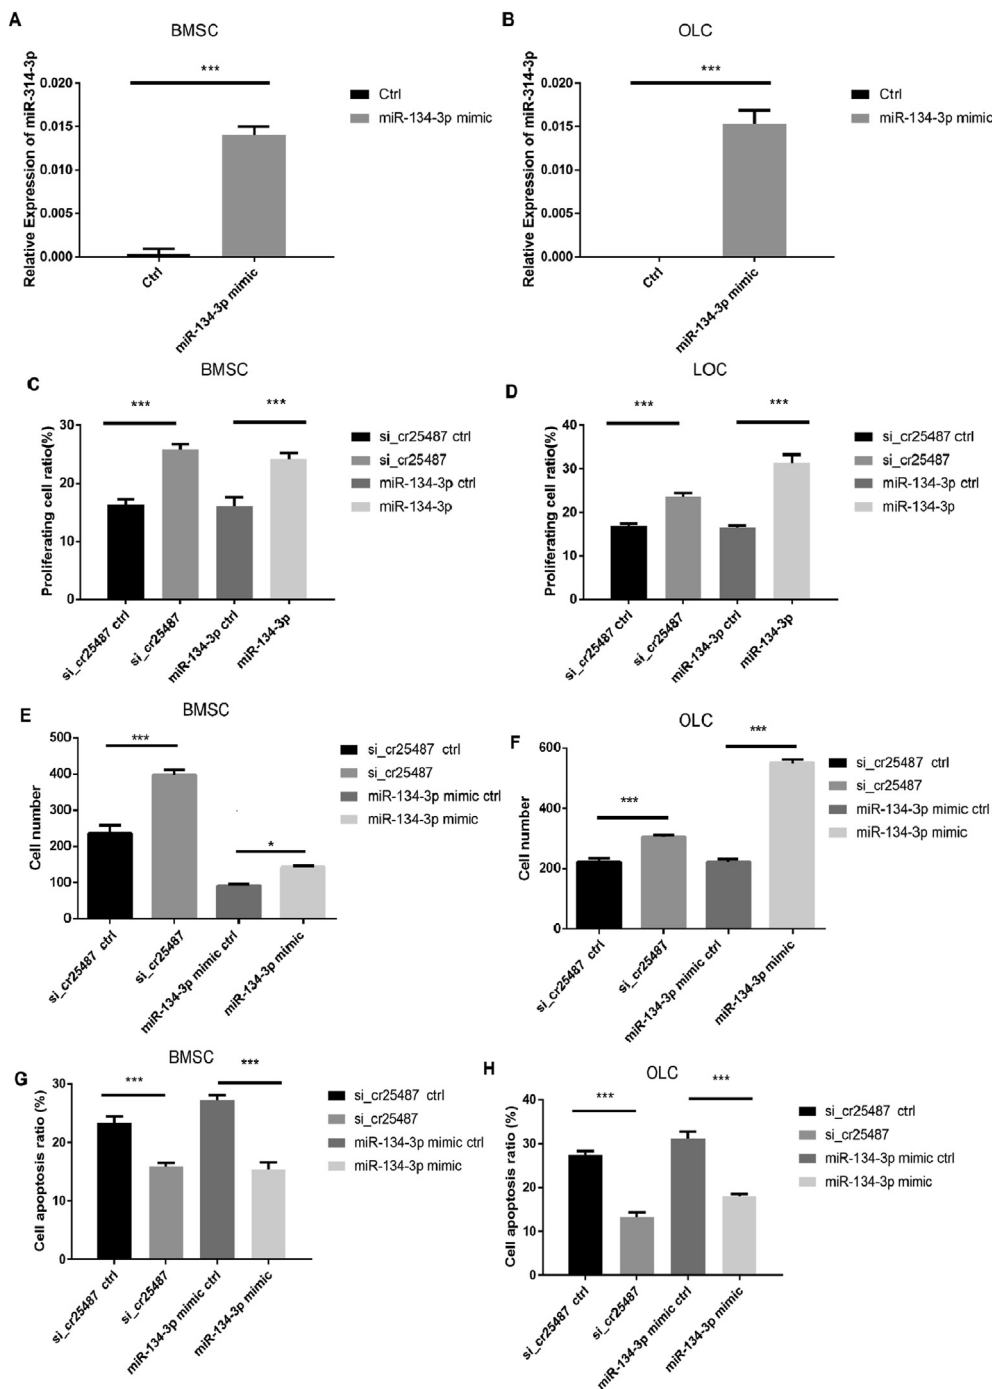 A
BMSC
Relative Expression of miR-314-3p
0.020
0.015
0.010
0.005
0.000
***
Ctrl
miR-134-3p mimic
Ctrl
miR-134-3p mimic
B
OLC
Relative Expression of miR-314-3p
0.020
0.015
0.010
0.005
0.000
***
Ctrl
miR-134-3p mimic
Ctrl
miR-134-3p mimic
C
BMSC
Proliferating cell ratio(%)
30
20
10
0
***
***
si_cr25487 ctrl
si_cr25487
miR-134-3p ctrl
miR-134-3p
si_cr25487 ctrl
si_cr25487
miR-134-3p ctrl
miR-134-3p
D
LOC
Proliferating cell ratio(%)
40
30
20
10
0
***
***
si_cr25487 ctrl
si_cr25487
miR-134-3p ctrl
miR-134-3p
si_cr25487 ctrl
si_cr25487
miR-134-3p ctrl
miR-134-3p
E
BMSC
Cell number
500
400
300
200
100
0
***
*
si_cr25487 ctrl
si_cr25487
miR-134-3p mimic ctrl
miR-134-3p mimic
si_cr25487 ctrl
si_cr25487
miR-134-3p mimic ctrl
miR-134-3p mimic
F
OLC
Cell number
600
400
200
0
***
***
si_cr25487 ctrl
si_cr25487
miR-134-3p mimic ctrl
miR-134-3p mimic
si_cr25487 ctrl
si_cr25487
miR-134-3p mimic ctrl
miR-134-3p mimic
G
BMSC
Cell apoptosis ratio (%)
30
20
10
0
***
***
si_cr25487 ctrl
si_cr25487
miR-134-3p mimic ctrl
miR-134-3p mimic
si_cr25487 ctrl
si_cr25487
miR-134-3p mimic ctrl
miR-134-3p mimic
H
OLC
Cell apoptosis ratio (%)
40
30
20
10
0
***
***
si_cr25487 ctrl
si_cr25487
miR-134-3p mimic ctrl
miR-134-3p mimic
si_cr25487 ctrl
si_cr25487
miR-134-3p mimic ctrl
miR-134-3p mimic